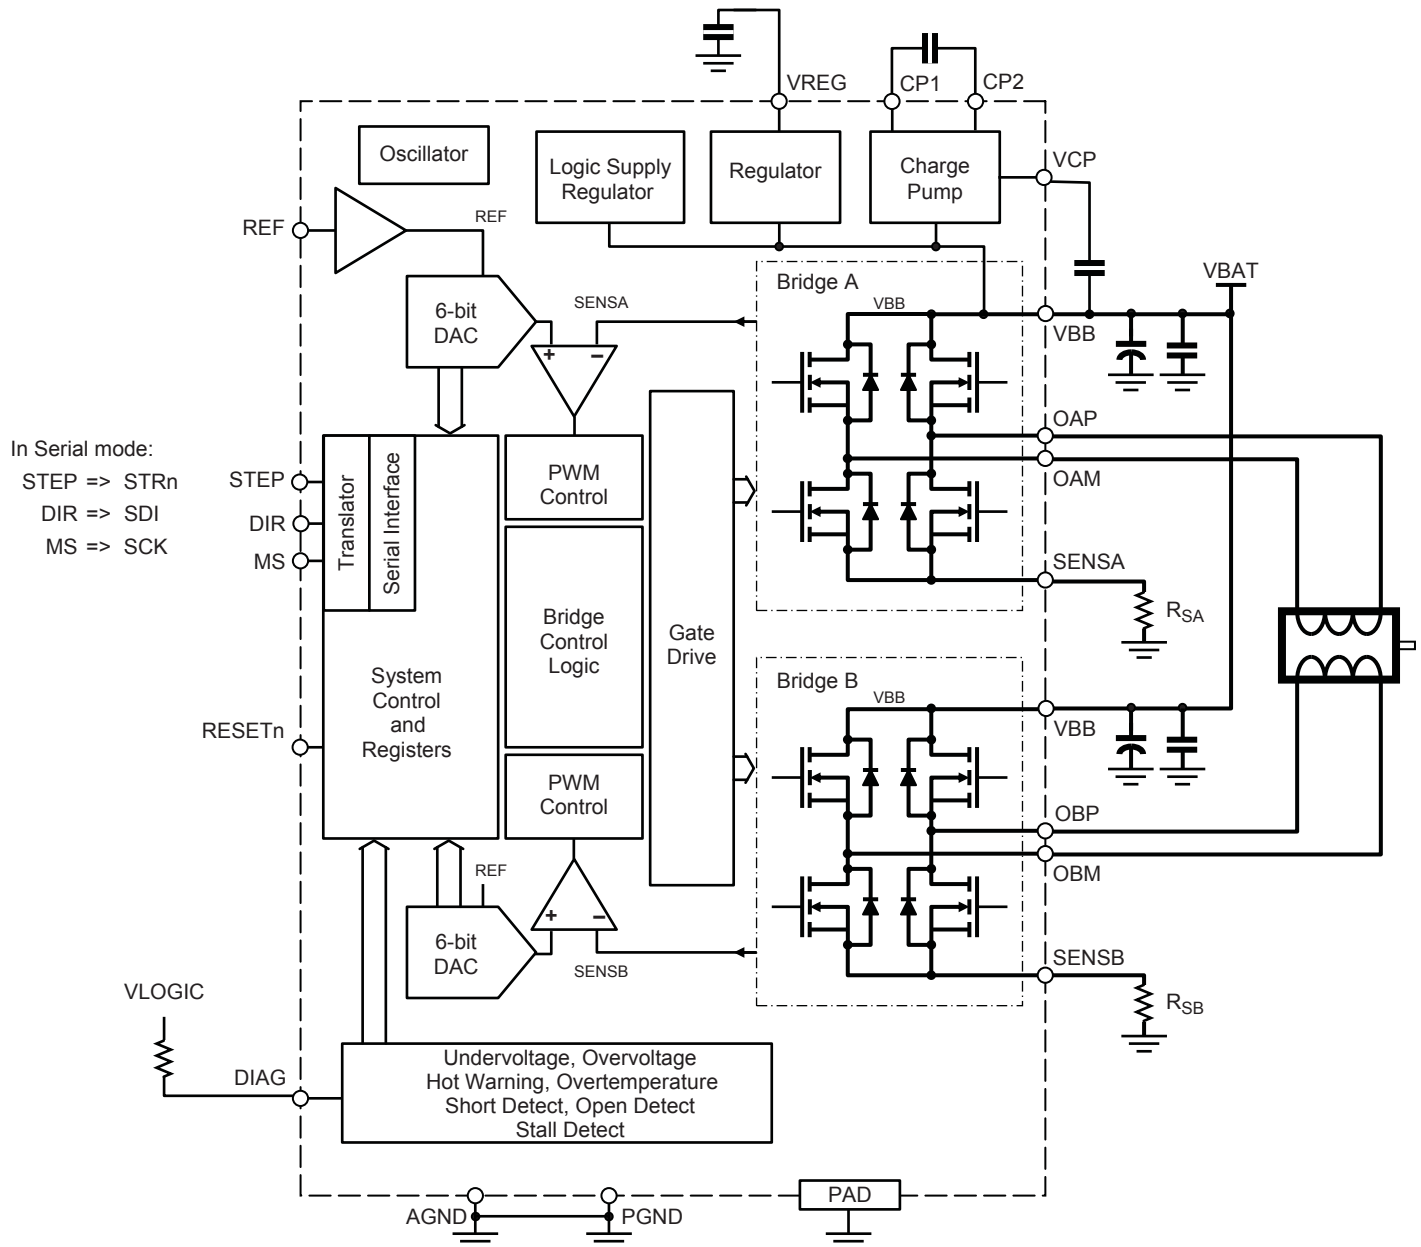 VREG
CP1
CP2
Oscillator
Logic Supply
Regulator
Regulator
Charge
Pump
VCP
REF
REF
6-bit
DAC
SENSA
+
–
Bridge A
VBB
VBAT
VBB
OAP
OAM
SENSA
RSA
In Serial mode:
STEP => STRn
DIR => SDI
MS => SCK
STEP
DIR
MS
Translator
Serial Interface
PWM
Control
Bridge
Control
Logic
Gate
Drive
System
Control
and
Registers
RESETn
PWM
Control
Bridge B
VBB
VBB
OBP
OBM
REF
6-bit
DAC
+
–
SENSB
SENSB
RSB
VLOGIC
DIAG
Undervoltage, Overvoltage
Hot Warning, Overtemperature
Short Detect, Open Detect
Stall Detect
AGND
PGND
PAD